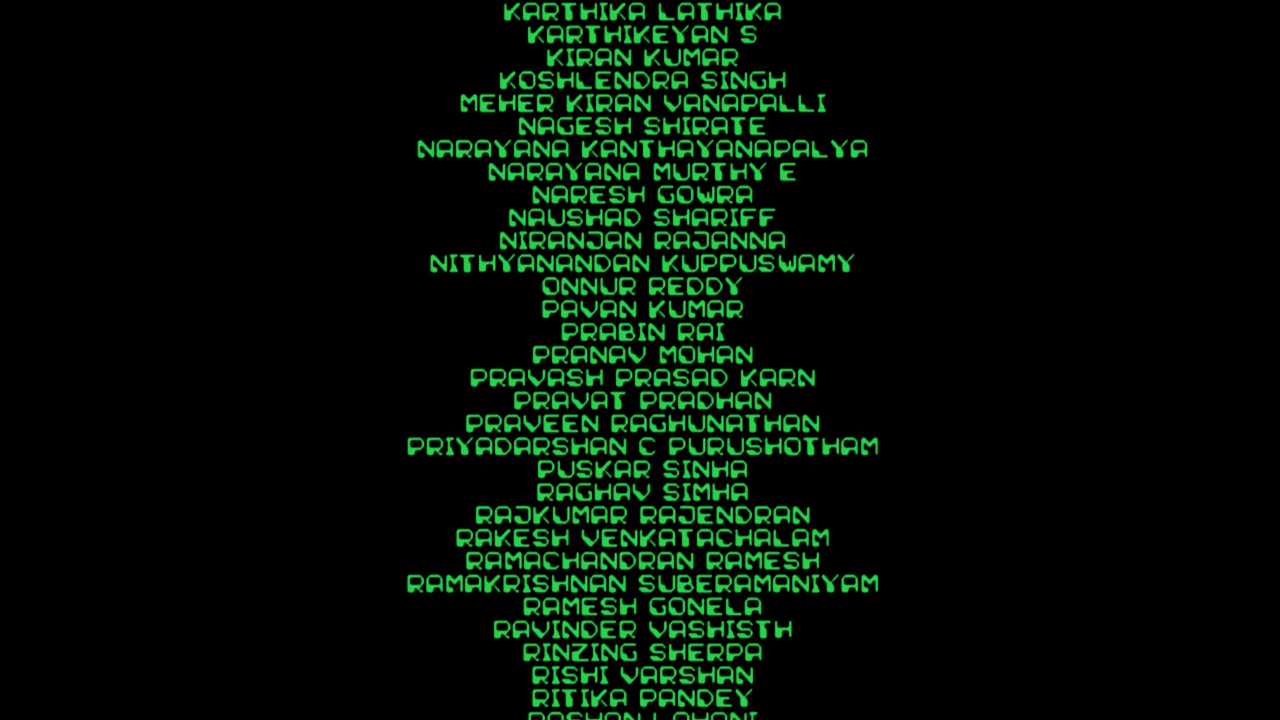 KARTHIKA LATHIKA
KARTHIKEYAN S
KIRAN KUMAR
KOSHLENDRA SINGH
MEHER KIRAN VANAPALLI
NAGESH SHIRATE
NARAYANA KANTHAYANAPALYA
NARAYANA MURTHY E
NARESH GOWRA
NAUSHAD SHARIFF
NIRANJAN RAJANNA
NITHYANANDAN KUPPUSWAMY
ONNUR REDDY
PAVAN KUMAR
PRABIN RAI
PRANAV MOHAN
PRAVASH PRASAD KARN
PRAVAT PRADHAN
PRAVEEN RAGHUNATHAN
PRIYADARSHAN C PURUSHOTHAM
PUSKAR SINHA
RAGHAV SIMHA
RAJKUMAR RAJENDRAN
RAKESH VENKATACHALAM
RAMACHANDRAN RAMESH
RAMAKRISHNAN SUBERAMANIYAM
RAMESH GONELA
RAVINDER VASHISTH
RINZING SHERPA
RISHI VARSHAN
RITIKA PANDEY